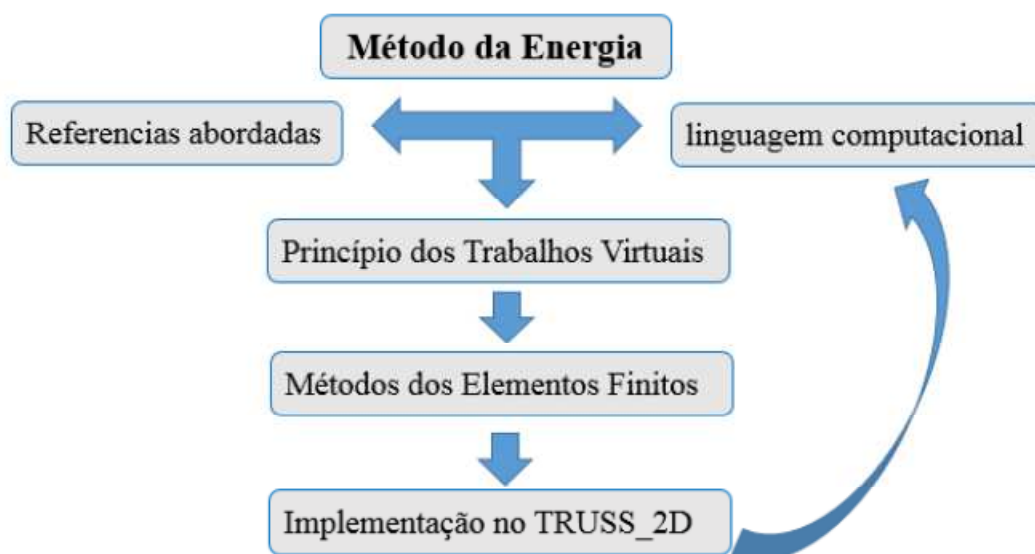 Método da Energia
Referencias abordadas
linguagem computacional
Princípio dos Trabalhos Virtuais
Métodos dos Elementos Finitos
Implementação no TRUSS_2D